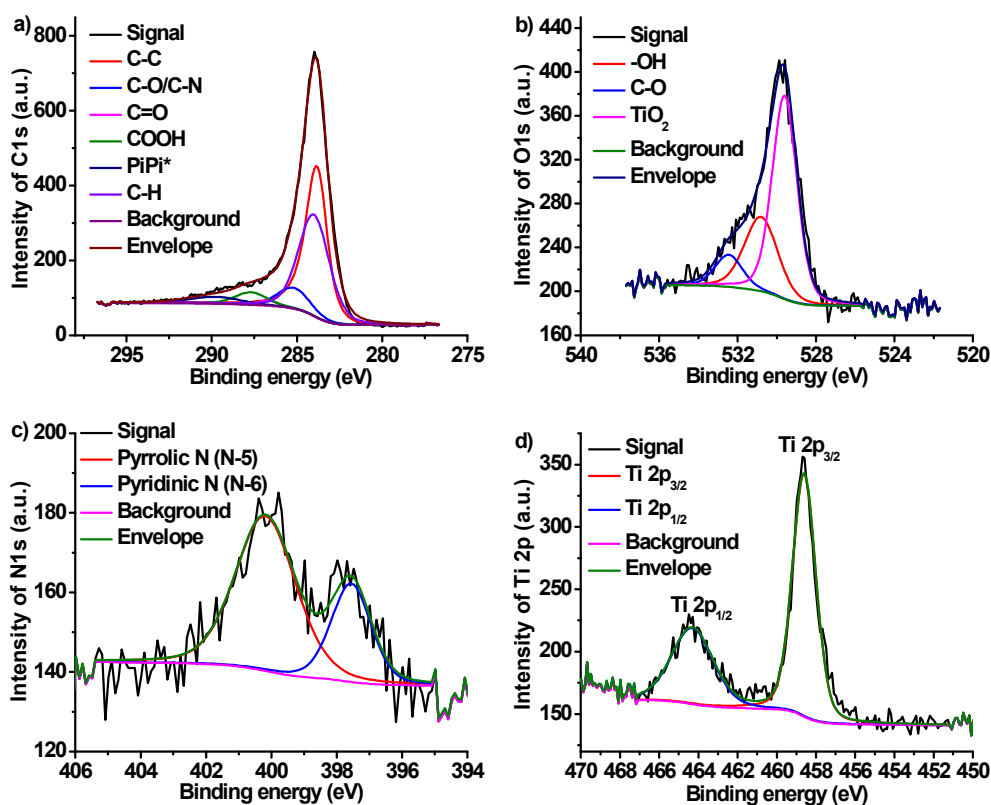 a)
800
600
400
200
0
Intensity of C1s (a.u.)
Signal
C-C
C-O/C-N
C=O
COOH
PiPi*
C-H
Background
Envelope
295 290 285 280 275
Binding energy (eV)
b)
400
360
320
280
240
200
160
Intensity of O1s (a.u.)
Signal
-OH
C-O
TiO₂
Background
Envelope
540 536 532 528 524 520
Binding energy (eV)
c)
200
180
160
140
120
Intensity of N1s (a.u.)
Signal
Pyrrolic N (N-5)
Pyridinic N (N-6)
Background
Envelope
406 404 402 400 398 396 394
Binding energy (eV)
d)
350
300
250
200
150
Intensity of Ti 2p (a.u.)
Signal
Ti 2p₃/₂
Ti 2p₁/₂
Background
Envelope
Ti 2p₃/₂
Ti 2p₁/₂
470 468 466 464 462 460 458 456 454 452 450
Binding energy (eV)